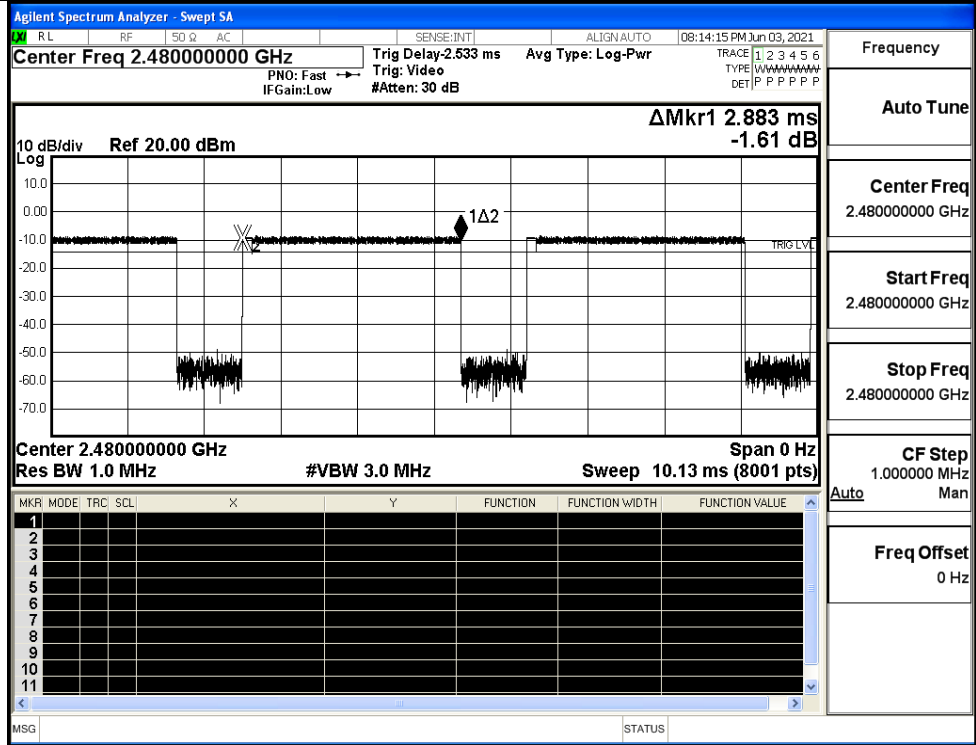 Agilent Spectrum Analyzer - Swept SA
LXI RL RF 50 Ω AC SENSE:INT ALIGNAUTO 08:14:15 PM Jun 03, 2021
Center Freq 2.480000000 GHz Trig Delay-2.533 ms Avg Type: Log-Pwr TRACE 1 2 3 4 5 6
PNO: Fast Trig: Video TYPE WWWWWW
IFGain:Low #Atten: 30 dB DET P P P P P P
Frequency
ΔMkr1 2.883 ms
-1.61 dB
10 dB/div Ref 20.00 dBm
Log
10.0
0.00
-10.0
-20.0
-30.0
-40.0
-50.0
-60.0
-70.0
1Δ2
2
TRIG LVL
Center 2.480000000 GHz Span 0 Hz
Res BW 1.0 MHz #VBW 3.0 MHz Sweep 10.13 ms (8001 pts)
MKR MODE TRC SCL X Y FUNCTION FUNCTION WIDTH FUNCTION VALUE
1
2
3
4
5
6
7
8
9
10
11
MSG STATUS
Auto Tune
Center Freq
2.480000000 GHz
Start Freq
2.480000000 GHz
Stop Freq
2.480000000 GHz
CF Step
1.000000 MHz
Auto Man
Freq Offset
0 Hz